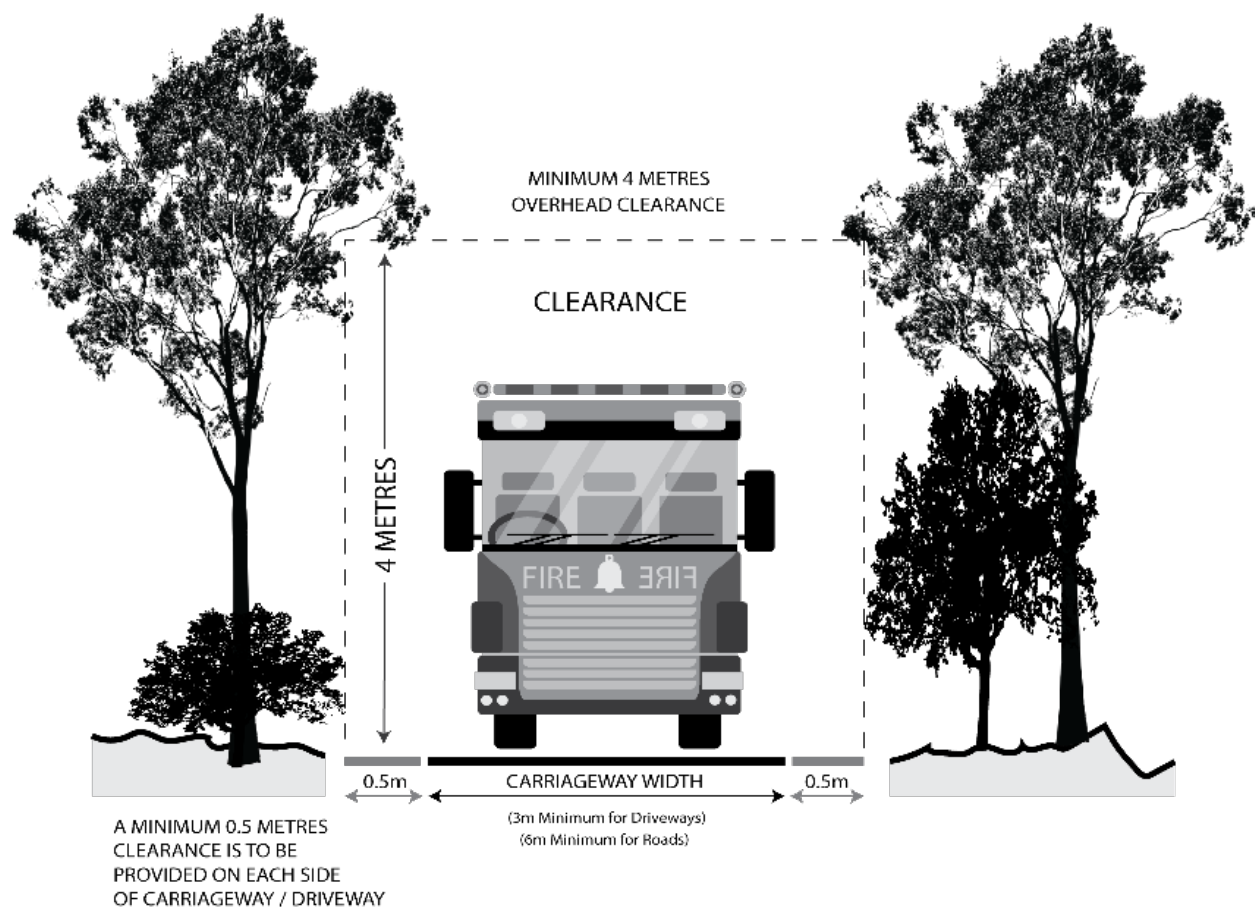 MINIMUM 4 METRES
OVERHEAD CLEARANCE
CLEARANCE
4 METRES
FIRE FIRE
0.5m
CARRIAGEWAY WIDTH
0.5m
(3m Minimum for Driveways)
(6m Minimum for Roads)
A MINIMUM 0.5 METRES
CLEARANCE IS TO BE
PROVIDED ON EACH SIDE
OF CARRIAGEWAY / DRIVEWAY